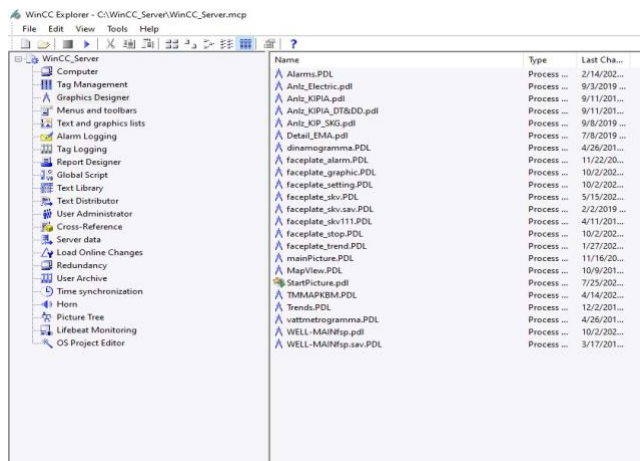 WinCC Explorer - C:\WinCC_Server\WinCC_Server.mcp
File Edit View Tools Help
WinCC_Server
Computer
Tag Management
Graphics Designer
Menus and toolbars
Text and graphics lists
Alarm Logging
Tag Logging
Report Designer
Global Script
Text Library
Text Distributor
User Administrator
Cross-Reference
Server data
Load Online Changes
Redundancy
User Archive
Time synchronization
Horn
Picture Tree
Lifebeat Monitoring
OS Project Editor
Name Type Last Cha...
Alarms.PDL Process ... 2/14/202...
Anlz_Electric.pdl Process ... 9/3/2019 ...
Anlz_KIPIA.pdl Process ... 9/11/201...
Anlz_KIPIA_DT&DD.pdl Process ... 9/11/201...
Anlz_KIP_SKG.pdl Process ... 9/8/2019 ...
Detail_EMA.pdl Process ... 7/8/2019 ...
dinamogramma.PDL Process ... 4/26/201...
faceplate_alarm.PDL Process ... 11/22/20...
faceplate_graphic.PDL Process ... 10/2/202...
faceplate_setting.PDL Process ... 10/2/202...
faceplate_skv.PDL Process ... 5/15/202...
faceplate_skv.sav.PDL Process ... 2/2/2019 ...
faceplate_skv111.PDL Process ... 4/11/201...
faceplate_stop.PDL Process ... 10/2/202...
faceplate_trend.PDL Process ... 1/27/202...
mainPicture.PDL Process ... 11/16/20...
MapView.PDL Process ... 10/9/201...
StartPicture.pdl Process ... 7/25/202...
TMMAPKBM.PDL Process ... 4/14/202...
Trends.PDL Process ... 12/2/201...
vattmetrogramma.PDL Process ... 4/26/201...
WELL-MAINfsp.pdl Process ... 10/2/202...
WELL-MAINfsp.sav.PDL Process ... 3/17/201...